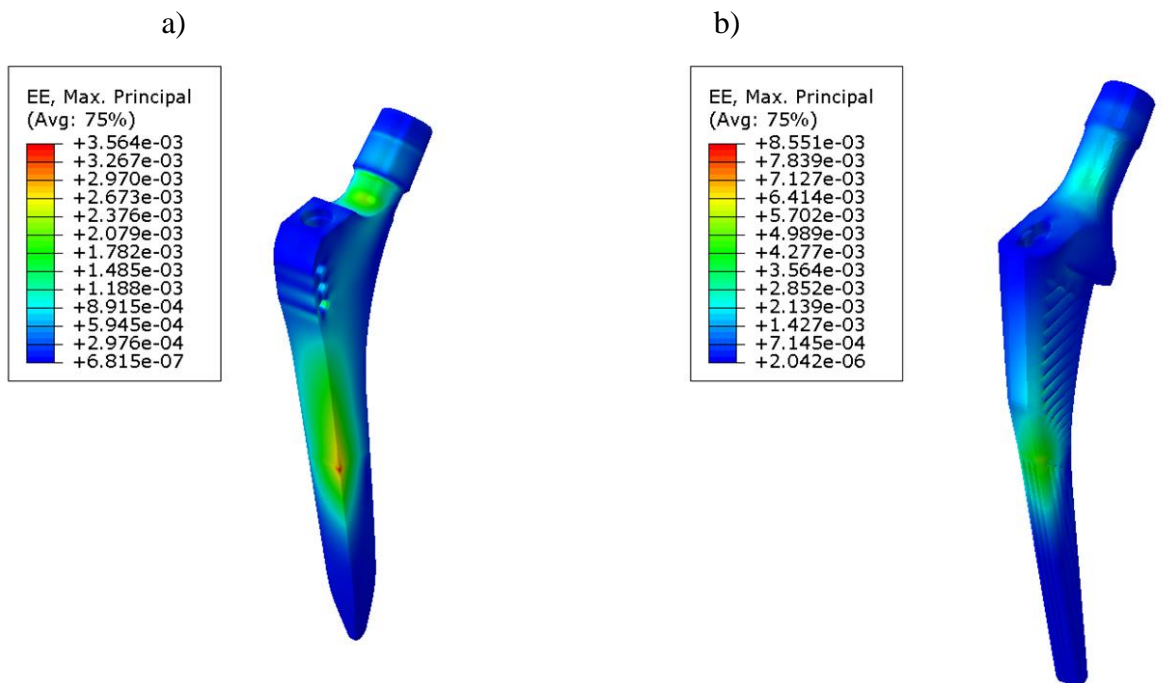 a)
b)
EE, Max. Principal
(Avg: 75%)
+3.564e-03
+3.267e-03
+2.970e-03
+2.673e-03
+2.376e-03
+2.079e-03
+1.782e-03
+1.485e-03
+1.188e-03
+8.915e-04
+5.945e-04
+2.976e-04
+6.815e-07
EE, Max. Principal
(Avg: 75%)
+8.551e-03
+7.839e-03
+7.127e-03
+6.414e-03
+5.702e-03
+4.989e-03
+4.277e-03
+3.564e-03
+2.852e-03
+2.139e-03
+1.427e-03
+7.145e-04
+2.042e-06